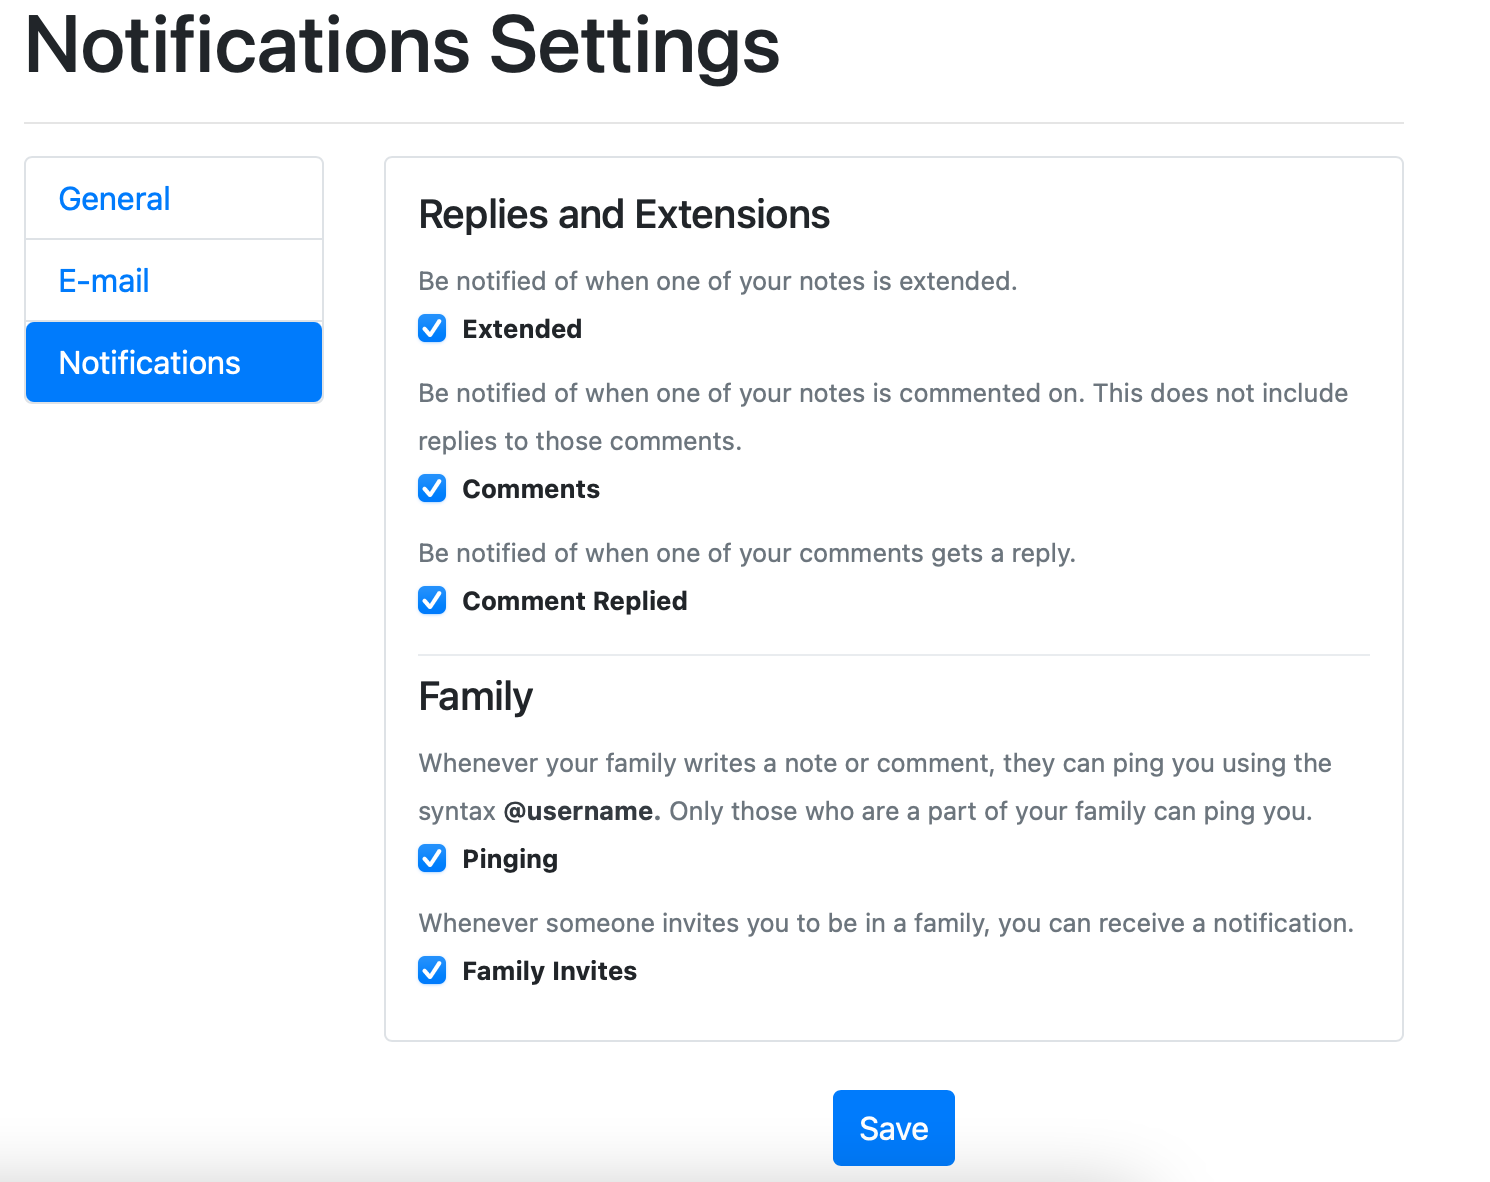 Notifications Settings
General
E-mail
Notifications
Replies and Extensions
Be notified of when one of your notes is extended.
Extended
Be notified of when one of your notes is commented on. This does not include
replies to those comments.
Comments
Be notified of when one of your comments gets a reply.
Comment Replied
Family
Whenever your family writes a note or comment, they can ping you using the
syntax @username. Only those who are a part of your family can ping you.
Pinging
Whenever someone invites you to be in a family, you can receive a notification.
Family Invites
Save